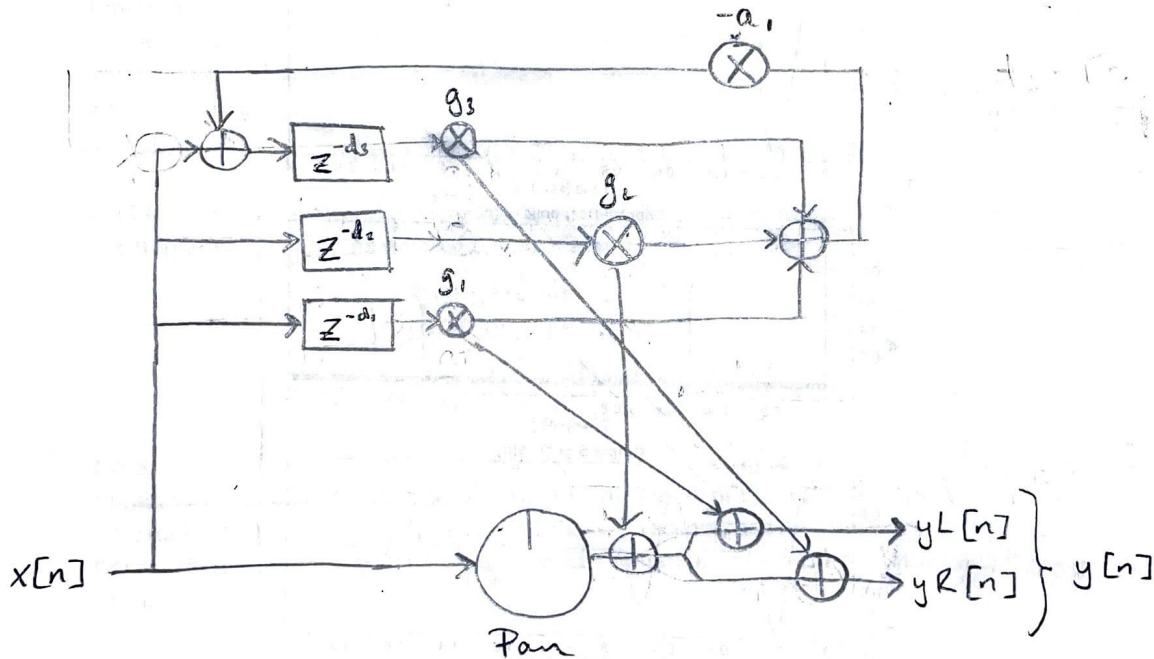 -a₁
g₃
z^-d₃
g₂
z^-d₂
g₁
z^-d₁
x[n]
Pan
yL[n]
yR[n]
y[n]